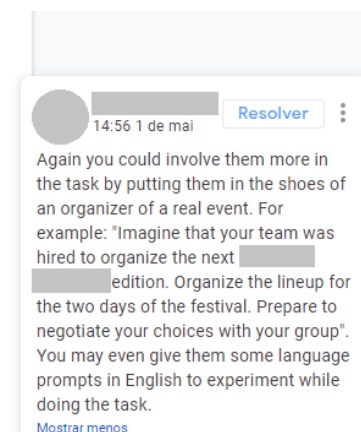 Resolver
14:56 1 de mai
Again you could involve them more in
the task by putting them in the shoes of
an organizer of a real event. For
example: "Imagine that your team was
hired to organize the next
edition. Organize the lineup for
the two days of the festival. Prepare to
negotiate your choices with your group".
You may even give them some language
prompts in English to experiment while
doing the task.
Mostrar menos